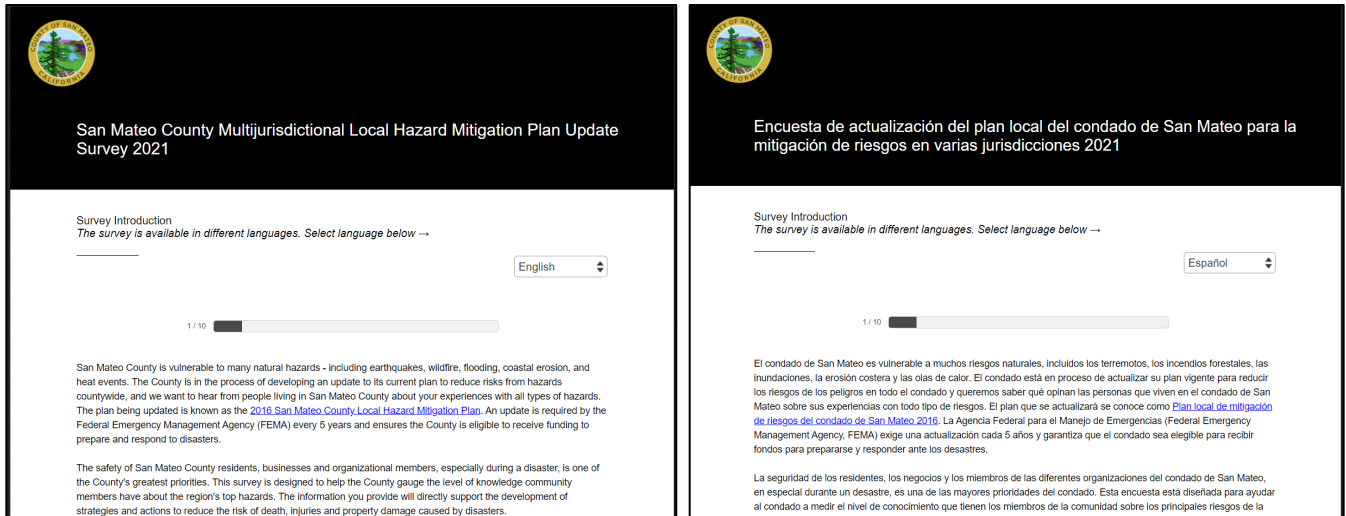 COUNTY OF SAN MATEO
CALIFORNIA
San Mateo County Multijurisdictional Local Hazard Mitigation Plan Update
Survey 2021
Survey Introduction
The survey is available in different languages. Select language below →
English
1 / 10
San Mateo County is vulnerable to many natural hazards - including earthquakes, wildfire, flooding, coastal erosion, and
heat events. The County is in the process of developing an update to its current plan to reduce risks from hazards
countywide, and we want to hear from people living in San Mateo County about your experiences with all types of hazards.
The plan being updated is known as the 2016 San Mateo County Local Hazard Mitigation Plan. An update is required by the
Federal Emergency Management Agency (FEMA) every 5 years and ensures the County is eligible to receive funding to
prepare and respond to disasters.
The safety of San Mateo County residents, businesses and organizational members, especially during a disaster, is one of
the County's greatest priorities. This survey is designed to help the County gauge the level of knowledge community
members have about the region's top hazards. The information you provide will directly support the development of
strategies and actions to reduce the risk of death, injuries and property damage caused by disasters.
COUNTY OF SAN MATEO
CALIFORNIA
Encuesta de actualización del plan local del condado de San Mateo para la
mitigación de riesgos en varias jurisdicciones 2021
Survey Introduction
The survey is available in different languages. Select language below →
Español
1 / 10
El condado de San Mateo es vulnerable a muchos riesgos naturales, incluidos los terremotos, los incendios forestales, las
inundaciones, la erosión costera y las olas de calor. El condado está en proceso de actualizar su plan vigente para reducir
los riesgos de los peligros en todo el condado y queremos saber qué opinan las personas que viven en el condado de San
Mateo sobre sus experiencias con todo tipo de riesgos. El plan que se actualizará se conoce como Plan local de mitigación
de riesgos del condado de San Mateo 2016. La Agencia Federal para el Manejo de Emergencias (Federal Emergency
Management Agency, FEMA) exige una actualización cada 5 años y garantiza que el condado sea elegible para recibir
fondos para prepararse y responder ante los desastres.
La seguridad de los residentes, los negocios y los miembros de las diferentes organizaciones del condado de San Mateo,
en especial durante un desastre, es una de las mayores prioridades del condado. Esta encuesta está diseñada para ayudar
al condado a medir el nivel de conocimiento que tienen los miembros de la comunidad sobre los principales riesgos de la